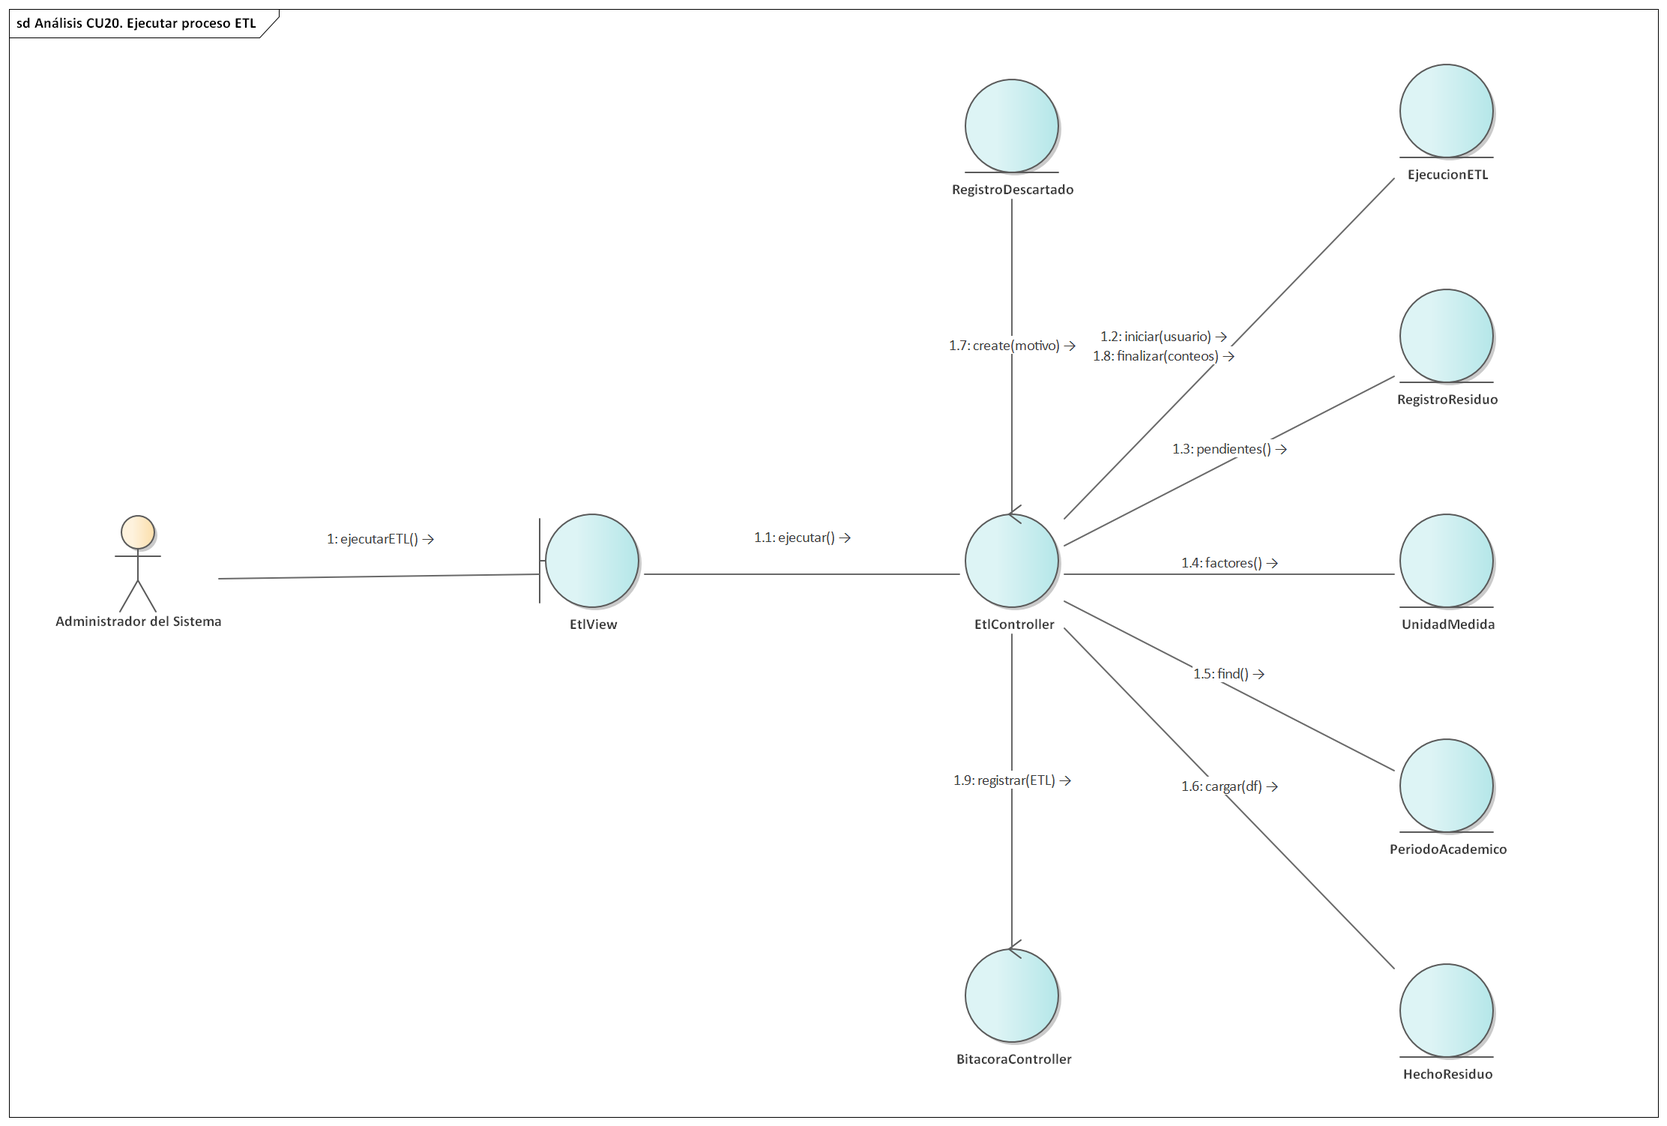 sd Análisis CU20. Ejecutar proceso ETL
RegistroDescartado
EjecucionETL
1.7: create(motivo) →
1.2: iniciar(usuario) →
1.8: finalizar(conteos) →
RegistroResiduo
1.3: pendientes() →
1: ejecutarETL() →
1.1: ejecutar() →
1.4: factores() →
Administrador del Sistema
EtlView
EtlController
UnidadMedida
1.5: find() →
1.9: registrar(ETL) →
1.6: cargar(df) →
PeriodoAcademico
BitacoraController
HechoResiduo